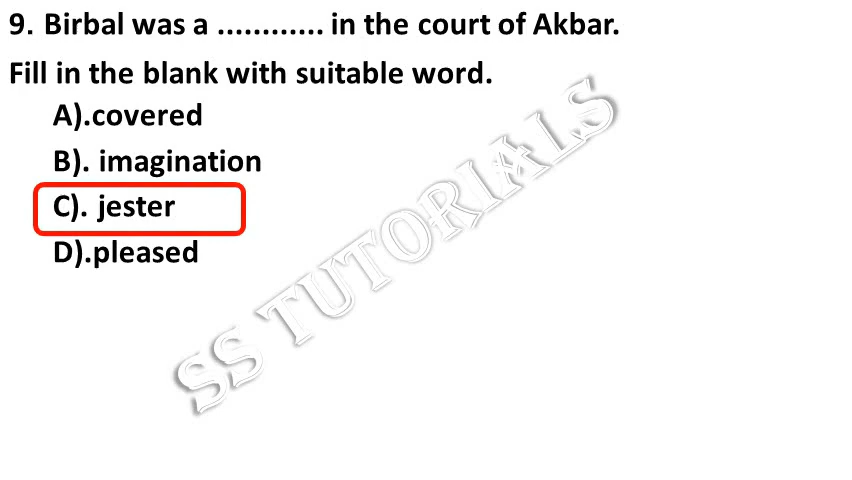 9. Birbal was a ............ in the court of Akbar.
Fill in the blank with suitable word.
A).covered
B). imagination
C). jester
D).pleased
SS TUTORIALS